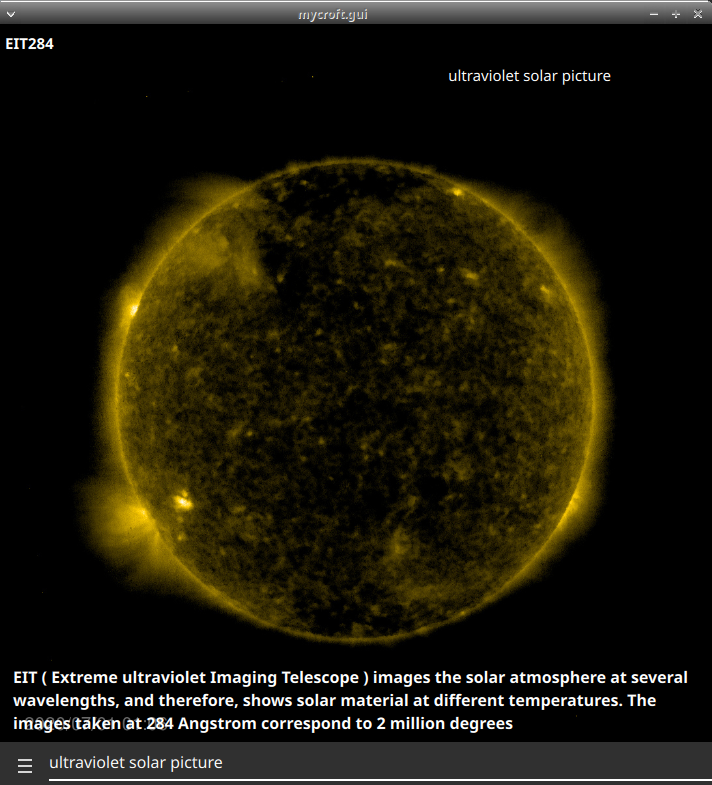 mycroft.gui
EIT284
ultraviolet solar picture
EIT ( Extreme ultraviolet Imaging Telescope ) images the solar atmosphere at several
wavelengths, and therefore, shows solar material at different temperatures. The
images taken at 284 Angstrom correspond to 2 million degrees
ultraviolet solar picture